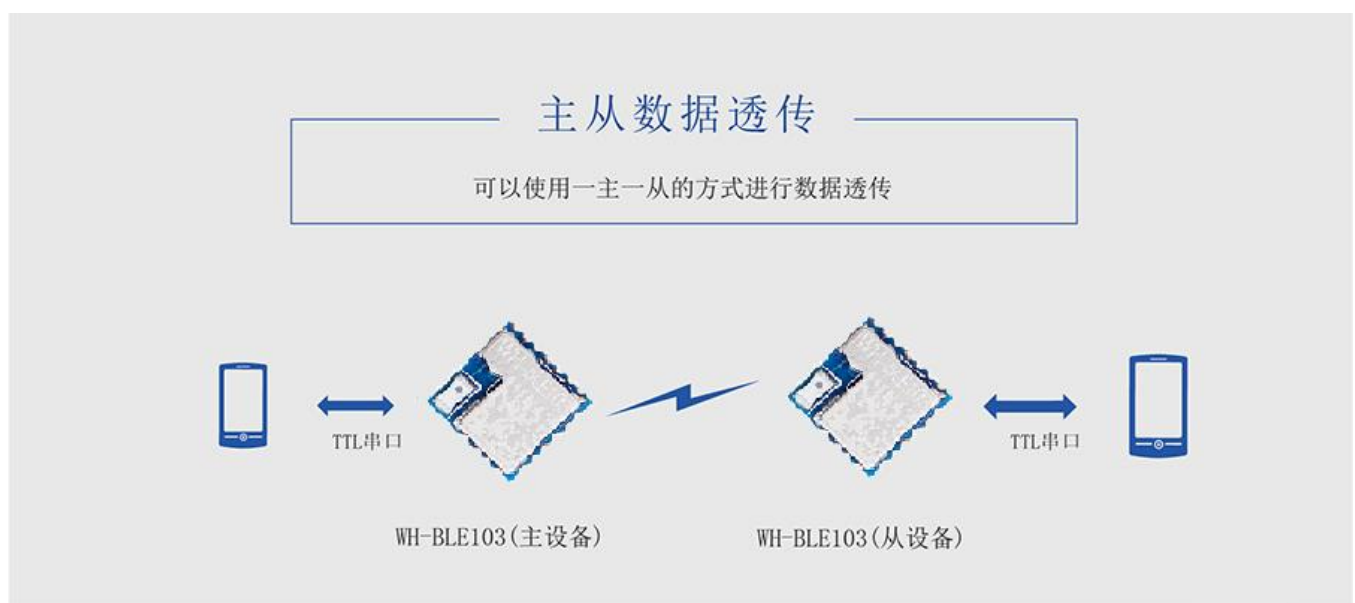 主从数据透传
可以使用一主一从的方式进行数据透传
TTL串口
TTL串口
WH-BLE103(主设备)
WH-BLE103(从设备)